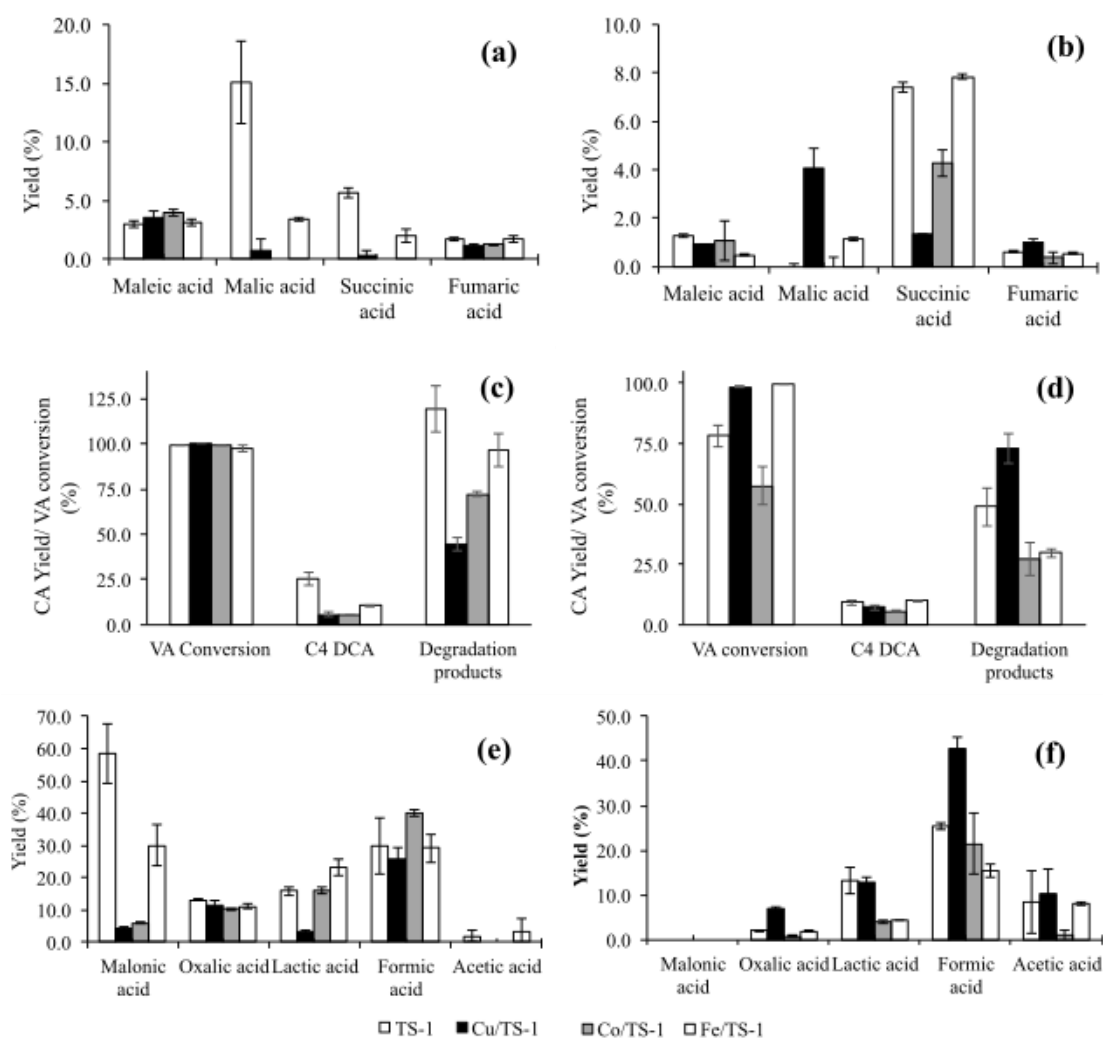 20.0
15.0
10.0
5.0
0.0
Yield (%)
(a)
Maleic acid Malic acid Succinic acid Fumaric acid
10.0
8.0
6.0
4.0
2.0
0.0
Yield (%)
(b)
Maleic acid Malic acid Succinic acid Fumaric acid
125.0
100.0
75.0
50.0
25.0
0.0
CA Yield/ VA conversion
(%)
(c)
VA Conversion C4 DCA Degradation products
100.0
75.0
50.0
25.0
0.0
CA Yield/ VA conversion
(%)
(d)
VA conversion C4 DCA Degradation products
70.0
60.0
50.0
40.0
30.0
20.0
10.0
0.0
Yield (%)
(e)
Malonic acid Oxalic acid Lactic acid Formic acid Acetic acid
50.0
40.0
30.0
20.0
10.0
0.0
Yield (%)
(f)
Malonic acid Oxalic acid Lactic acid Formic acid Acetic acid
TS-1 Cu/TS-1 Co/TS-1 Fe/TS-1